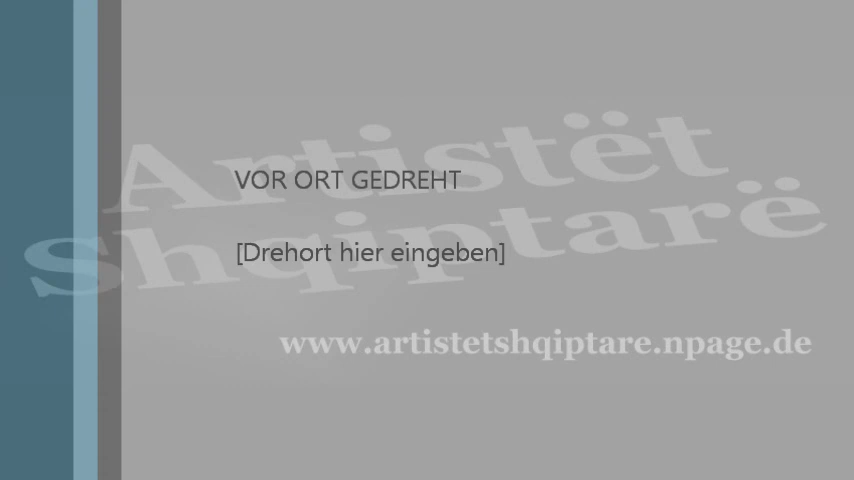 Artistët
Shqiptarë
VOR ORT GEDREHT
[Drehort hier eingeben]
www.artistetshqiptare.npage.de